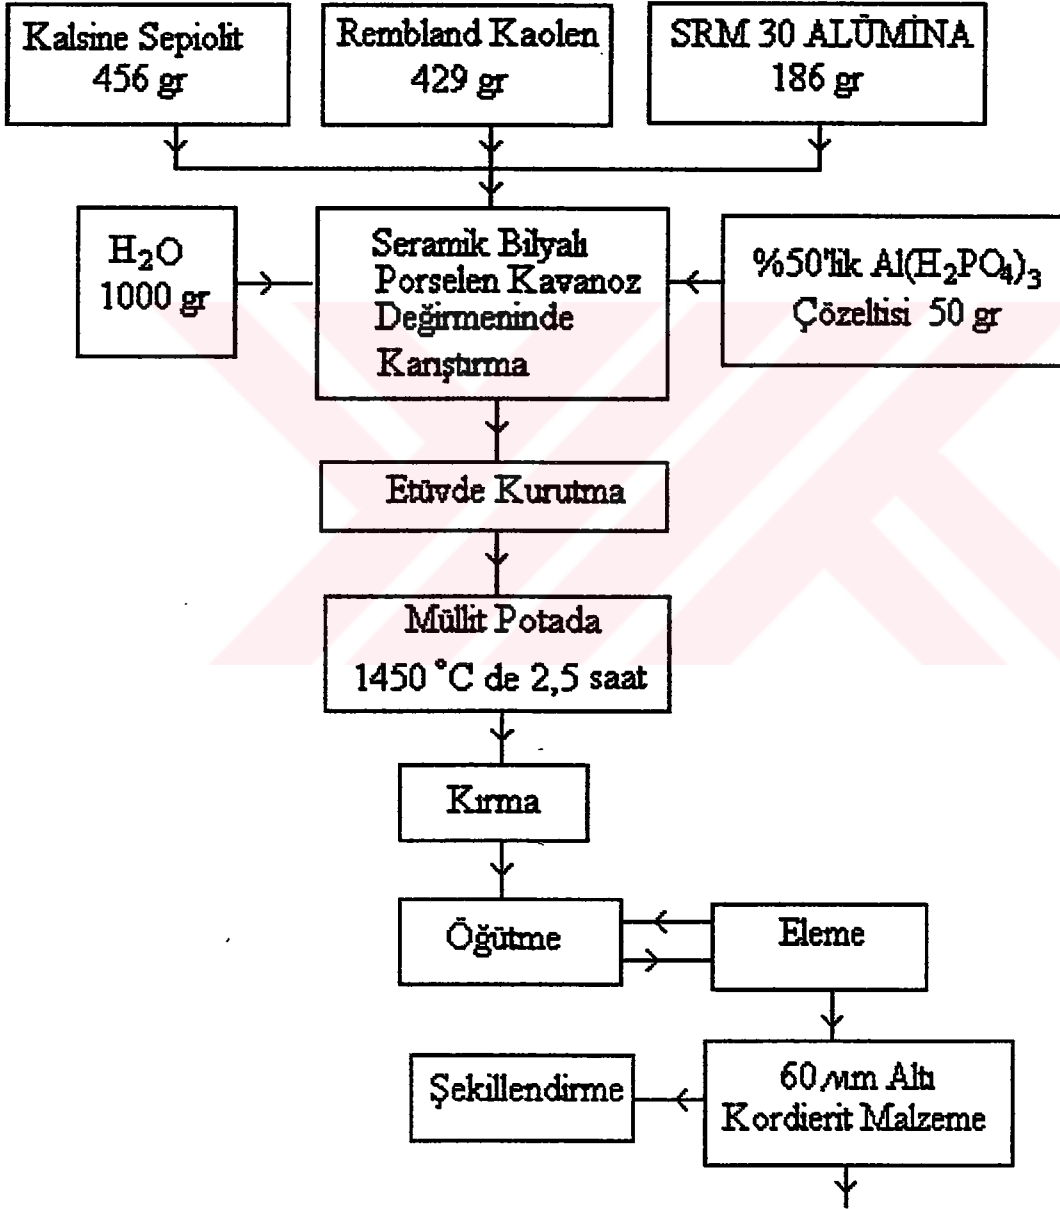 Kalsine Sepiolit
456 gr
Rembland Kaolen
429 gr
SRM 30 ALÜMİNA
186 gr
H₂O
1000 gr
Seramik Bilyalı
Porselen Kavanoz
Değirmeninde
Karıştırma
%50'lik Al(H₂PO₄)₃
Çözeltisi 50 gr
Etüvde Kurutma
Müllit Potada
1450 °C de 2,5 saat
Kırma
Öğütme
Eleme
60 µm Altı
Kordierit Malzeme
Şekillendirme